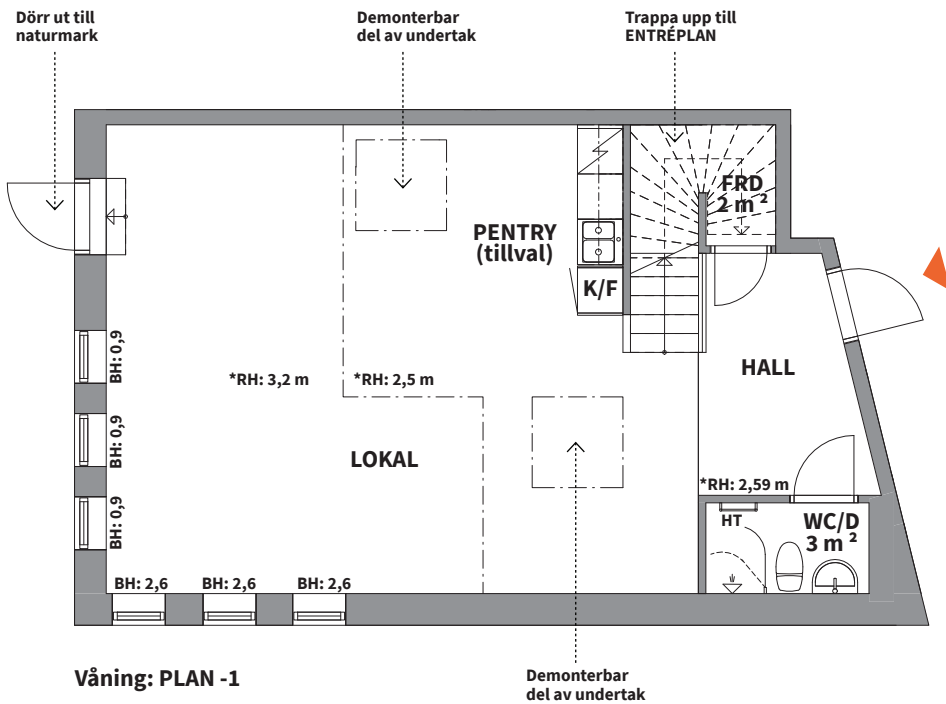 Dörr ut till
naturmark
Demonterbar
del av undertak
Trappa upp till
ENTRÉPLAN
FRD
2 m ²
PENTRY
(tillval)
K/F
BH: 0,9
*RH: 3,2 m
*RH: 2,5 m
HALL
BH: 0,9
LOKAL
*RH: 2,59 m
BH: 0,9
HT
WC/D
3 m ²
BH: 2,6
BH: 2,6
BH: 2,6
Våning: PLAN -1
Demonterbar
del av undertak